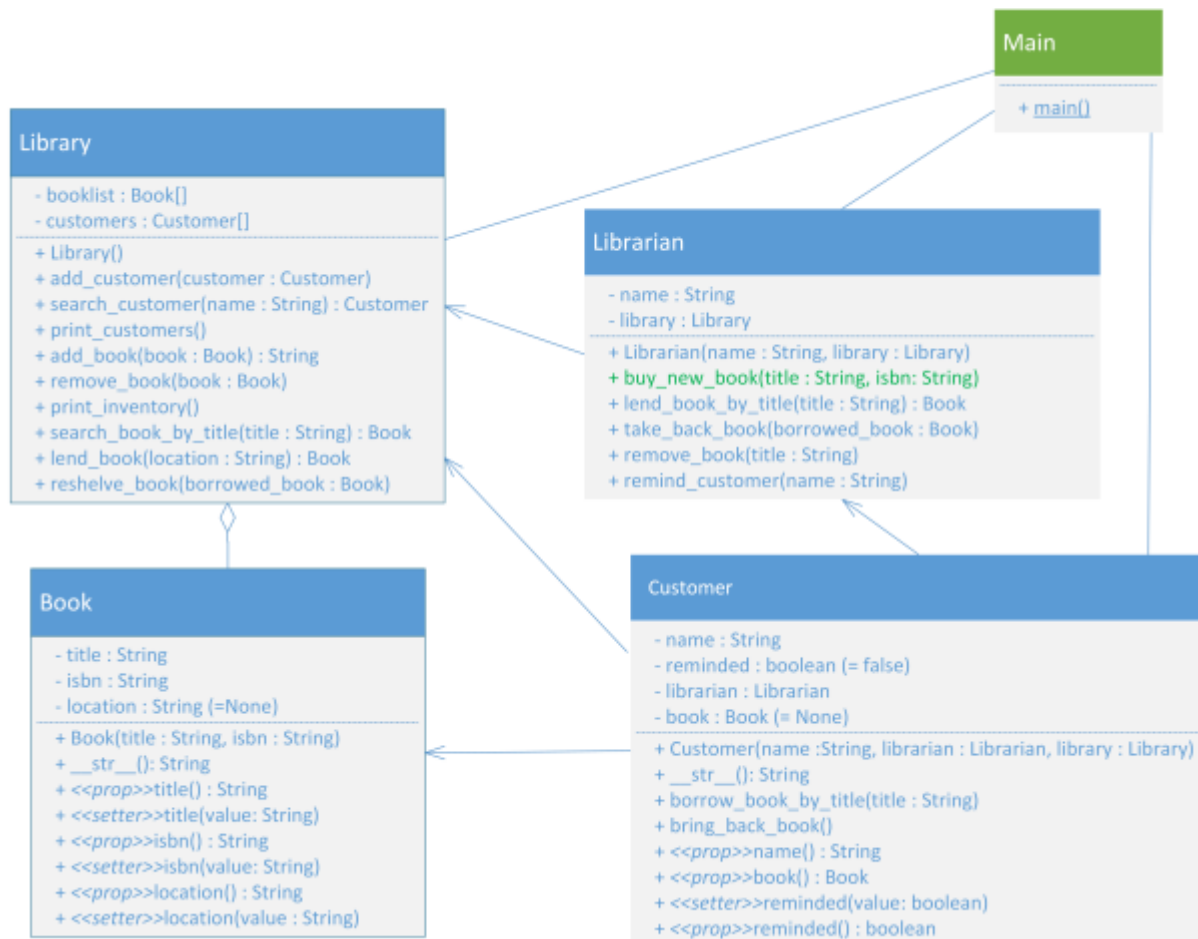 Main
+ main()
Library
- booklist : Book[]
- customers : Customer[]
+ Library()
+ add_customer(customer : Customer)
+ search_customer(name : String) : Customer
+ print_customers()
+ add_book(book : Book) : String
+ remove_book(book : Book)
+ print_inventory()
+ search_book_by_title(title : String) : Book
+ lend_book(location : String) : Book
+ reshelve_book(borrowed_book : Book)
Librarian
- name : String
- library : Library
+ Librarian(name : String, library : Library)
+ buy_new_book(title : String, isbn: String)
+ lend_book_by_title(title : String) : Book
+ take_back_book(borrowed_book : Book)
+ remove_book(title : String)
+ remind_customer(name : String)
Book
- title : String
- isbn : String
- location : String (=None)
+ Book(title : String, isbn : String)
+ __str__(): String
+ <<prop>>title() : String
+ <<setter>>title(value: String)
+ <<prop>>isbn() : String
+ <<setter>>isbn(value: String)
+ <<prop>>location() : String
+ <<setter>>location(value : String)
Customer
- name : String
- reminded : boolean (= false)
- librarian : Librarian
- book : Book (= None)
+ Customer(name :String, librarian : Librarian, library : Library)
+ __str__(): String
+ borrow_book_by_title(title : String)
+ bring_back_book()
+ <<prop>>name() : String
+ <<prop>>book() : Book
+ <<setter>>reminded(value: boolean)
+ <<prop>>reminded() : boolean